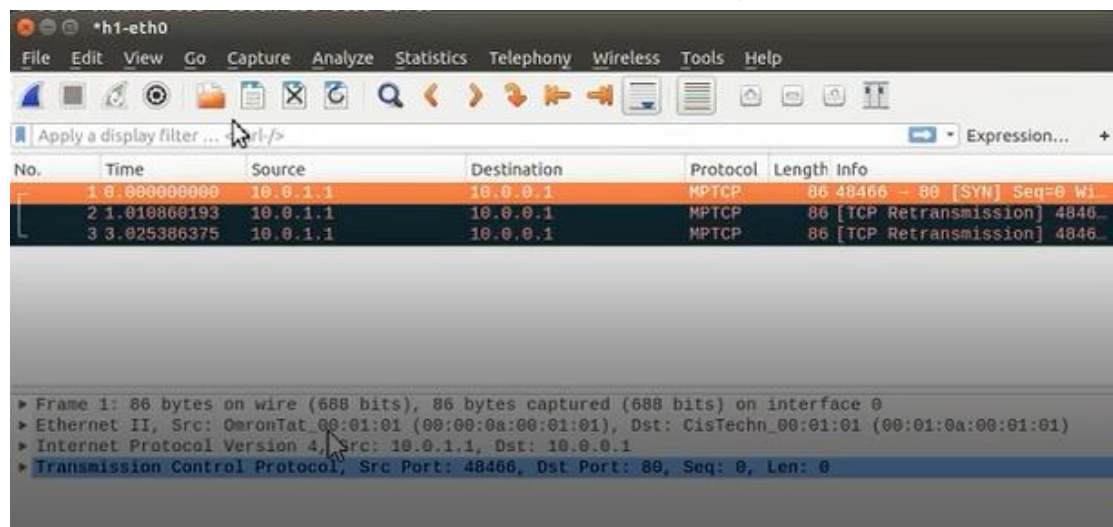 *h1-eth0
File Edit View Go Capture Analyze Statistics Telephony Wireless Tools Help
Apply a display filter ... Ctrl-/> Expression... +
No. Time Source Destination Protocol Length Info
1 0.000000000 10.0.1.1 10.0.0.1 MPTCP 86 48466 → 80 [SYN] Seq=0 Wi…
2 1.010860193 10.0.1.1 10.0.0.1 MPTCP 86 [TCP Retransmission] 4846…
3 3.025386375 10.0.1.1 10.0.0.1 MPTCP 86 [TCP Retransmission] 4846…
Frame 1: 86 bytes on wire (688 bits), 86 bytes captured (688 bits) on interface 0
Ethernet II, Src: OmronTat_00:01:01 (00:00:0a:00:01:01), Dst: CisTechn_00:01:01 (00:01:0a:00:01:01)
Internet Protocol Version 4, Src: 10.0.1.1, Dst: 10.0.0.1
Transmission Control Protocol, Src Port: 48466, Dst Port: 80, Seq: 0, Len: 0